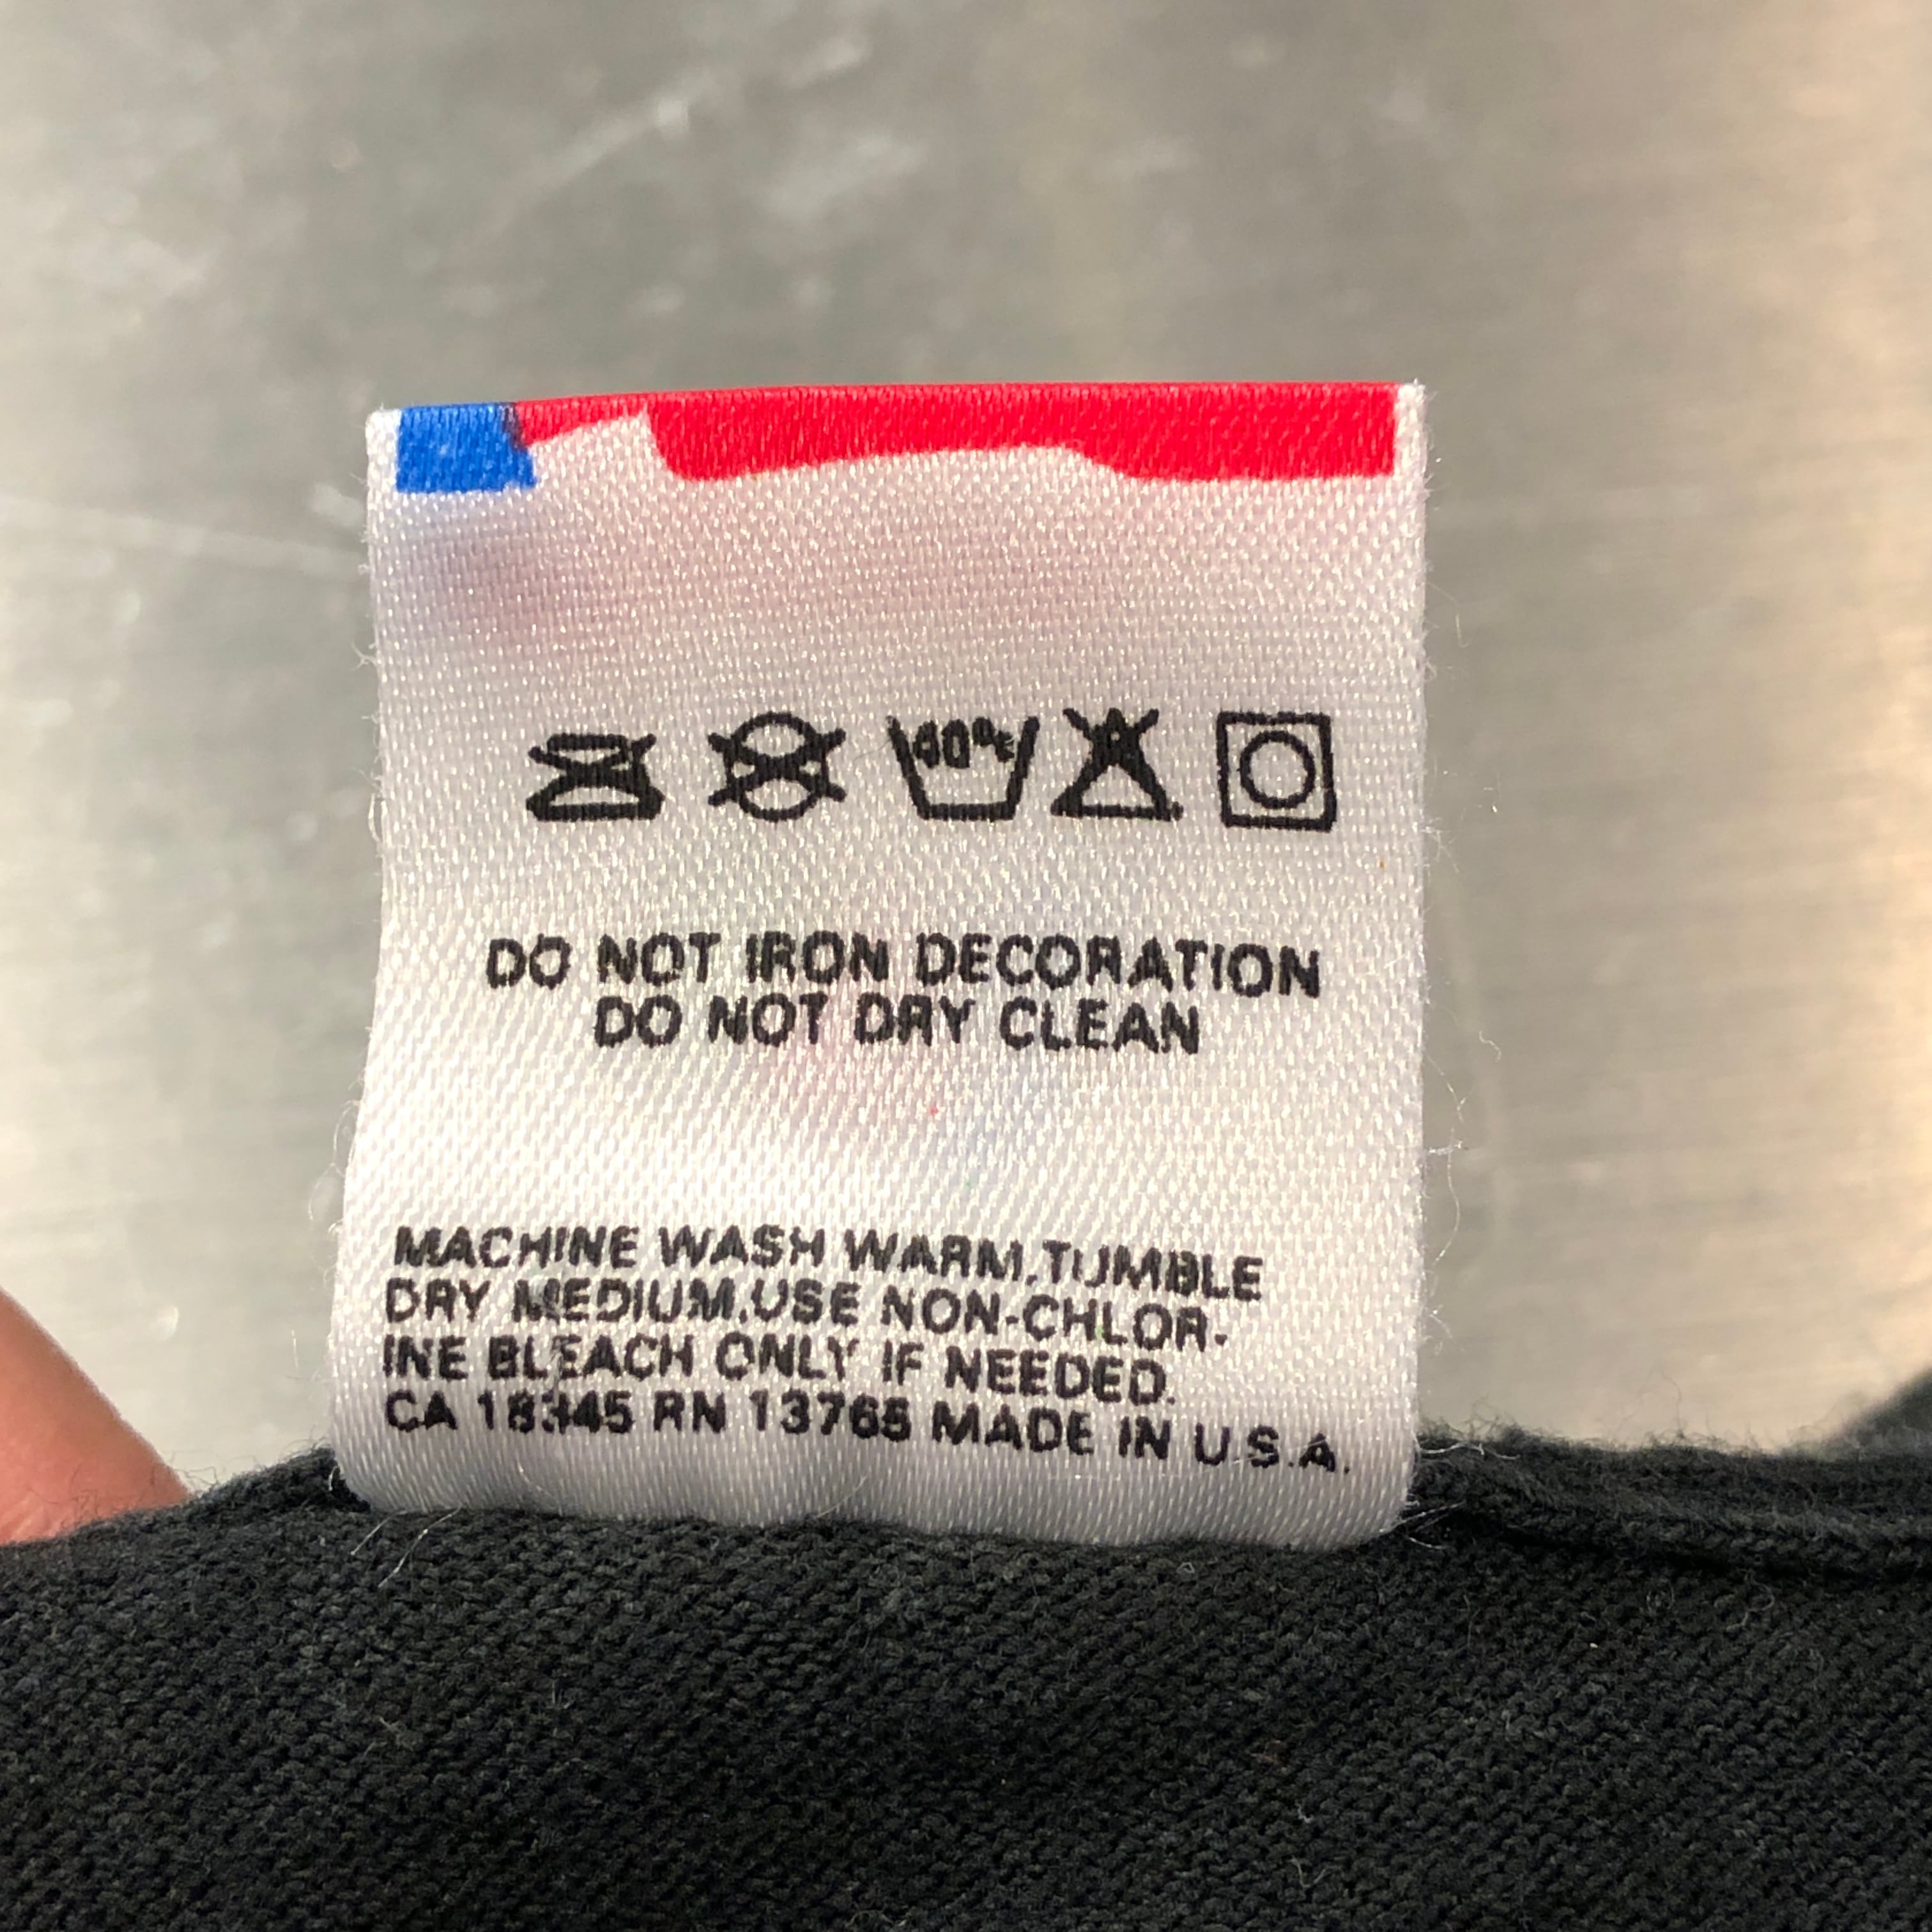 40°C
DO NOT IRON DECORATION
DO NOT DRY CLEAN
MACHINE WASH WARM,TUMBLE
DRY MEDIUM.USE NON-CHLOR-
INE BLEACH ONLY IF NEEDED.
CA 18345 RN 13765 MADE IN U.S.A.